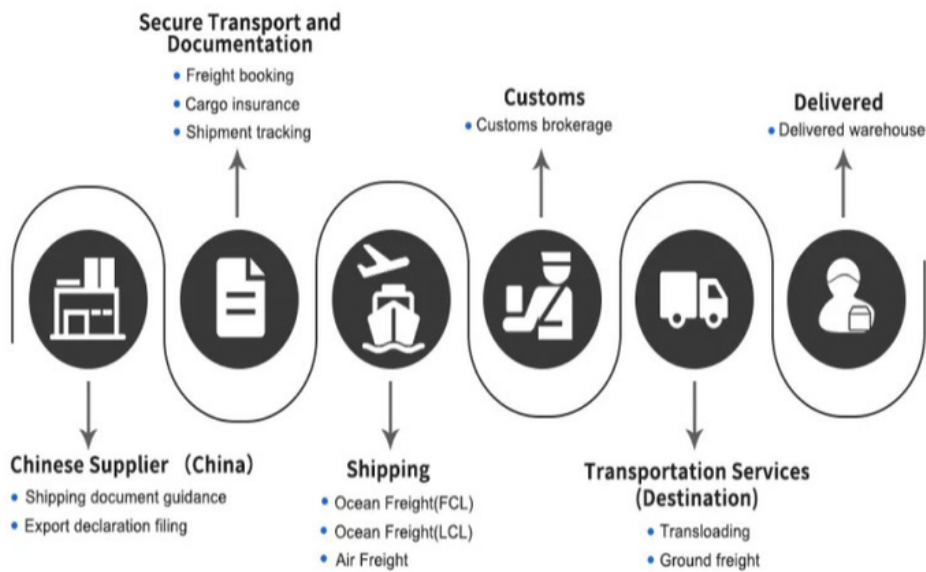 Secure Transport and
Documentation
• Freight booking
• Cargo insurance
• Shipment tracking
Customs
• Customs brokerage
Delivered
• Delivered warehouse
Chinese Supplier （China）
• Shipping document guidance
• Export declaration filing
Shipping
• Ocean Freight(FCL)
• Ocean Freight(LCL)
• Air Freight
Transportation Services
(Destination)
• Transloading
• Ground freight